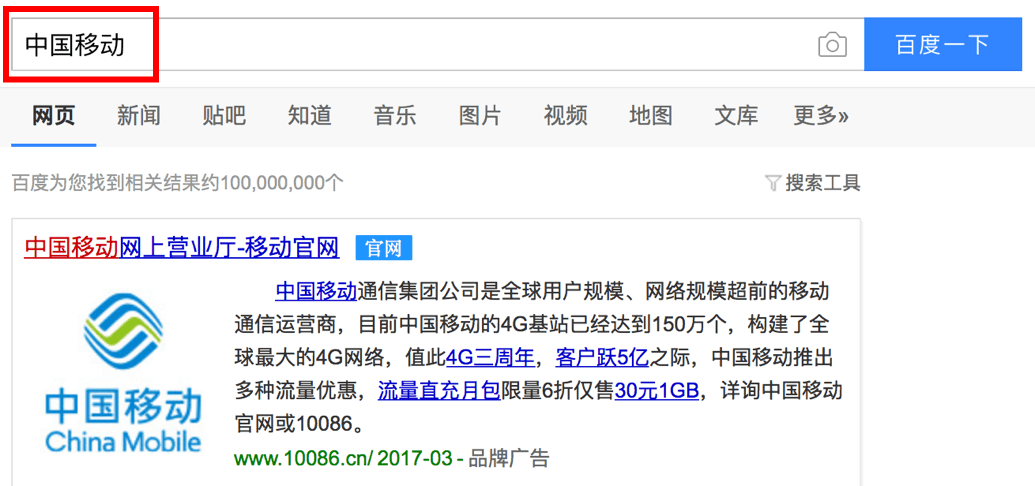 中国移动
百度一下
网页 新闻 贴吧 知道 音乐 图片 视频 地图 文库 更多»
百度为您找到相关结果约100,000,000个
搜索工具
中国移动网上营业厅-移动官网 官网
中国移动通信集团公司是全球用户规模、网络规模超前的移动
通信运营商，目前中国移动的4G基站已经达到150万个，构建了全
球最大的4G网络，值此4G三周年，客户跃5亿之际，中国移动推出
多种流量优惠，流量直充月包限量6折仅售30元1GB，详询中国移动
官网或10086。
中国移动
China Mobile
www.10086.cn/ 2017-03 - 品牌广告